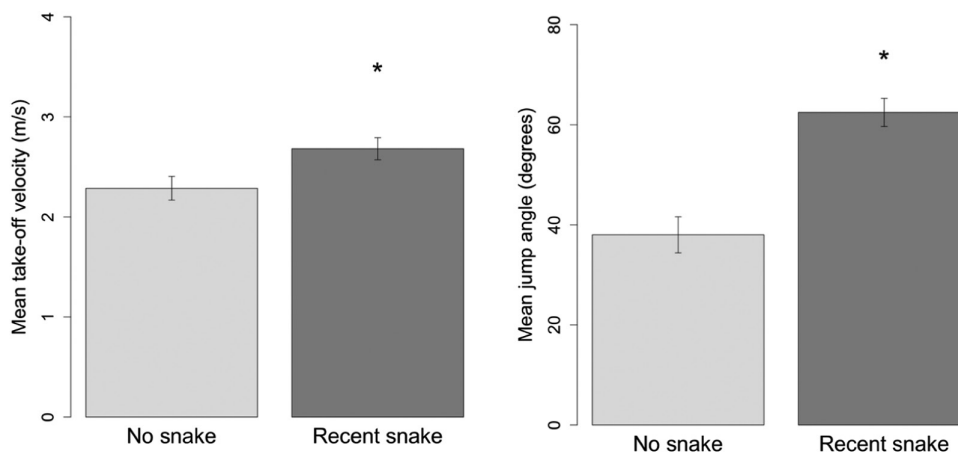 Mean take-off velocity (m/s)
4
3
2
1
0
*
No snake
Recent snake
Mean jump angle (degrees)
80
60
40
20
0
*
No snake
Recent snake